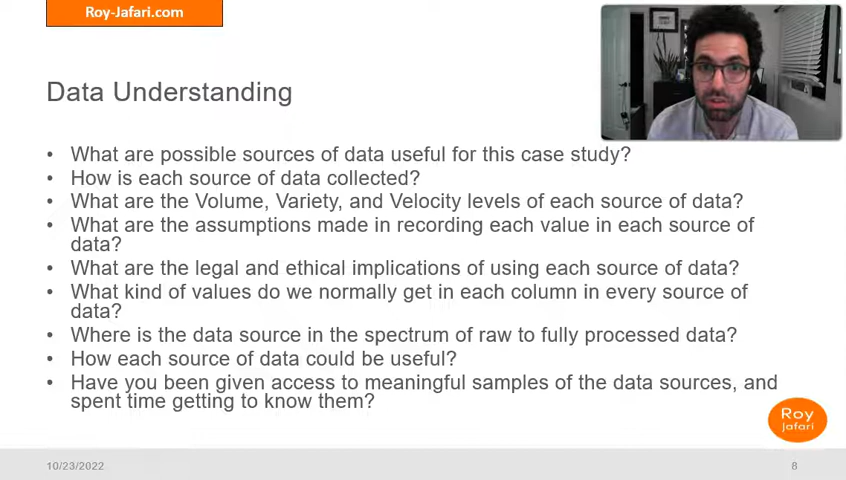 Roy-Jafari.com
Data Understanding
• What are possible sources of data useful for this case study?
• How is each source of data collected?
• What are the Volume, Variety, and Velocity levels of each source of data?
• What are the assumptions made in recording each value in each source of
data?
• What are the legal and ethical implications of using each source of data?
• What kind of values do we normally get in each column in every source of
data?
• Where is the data source in the spectrum of raw to fully processed data?
• How each source of data could be useful?
• Have you been given access to meaningful samples of the data sources, and
spent time getting to know them?
Roy
Jafari
10/23/2022
8